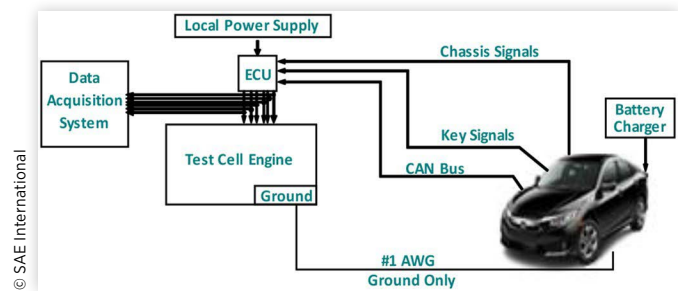 Local Power Supply
Chassis Signals
ECU
Data
Acquisition
System
Battery
Charger
Key Signals
Test Cell Engine
CAN Bus
Ground
#1 AWG
Ground Only
© SAE International